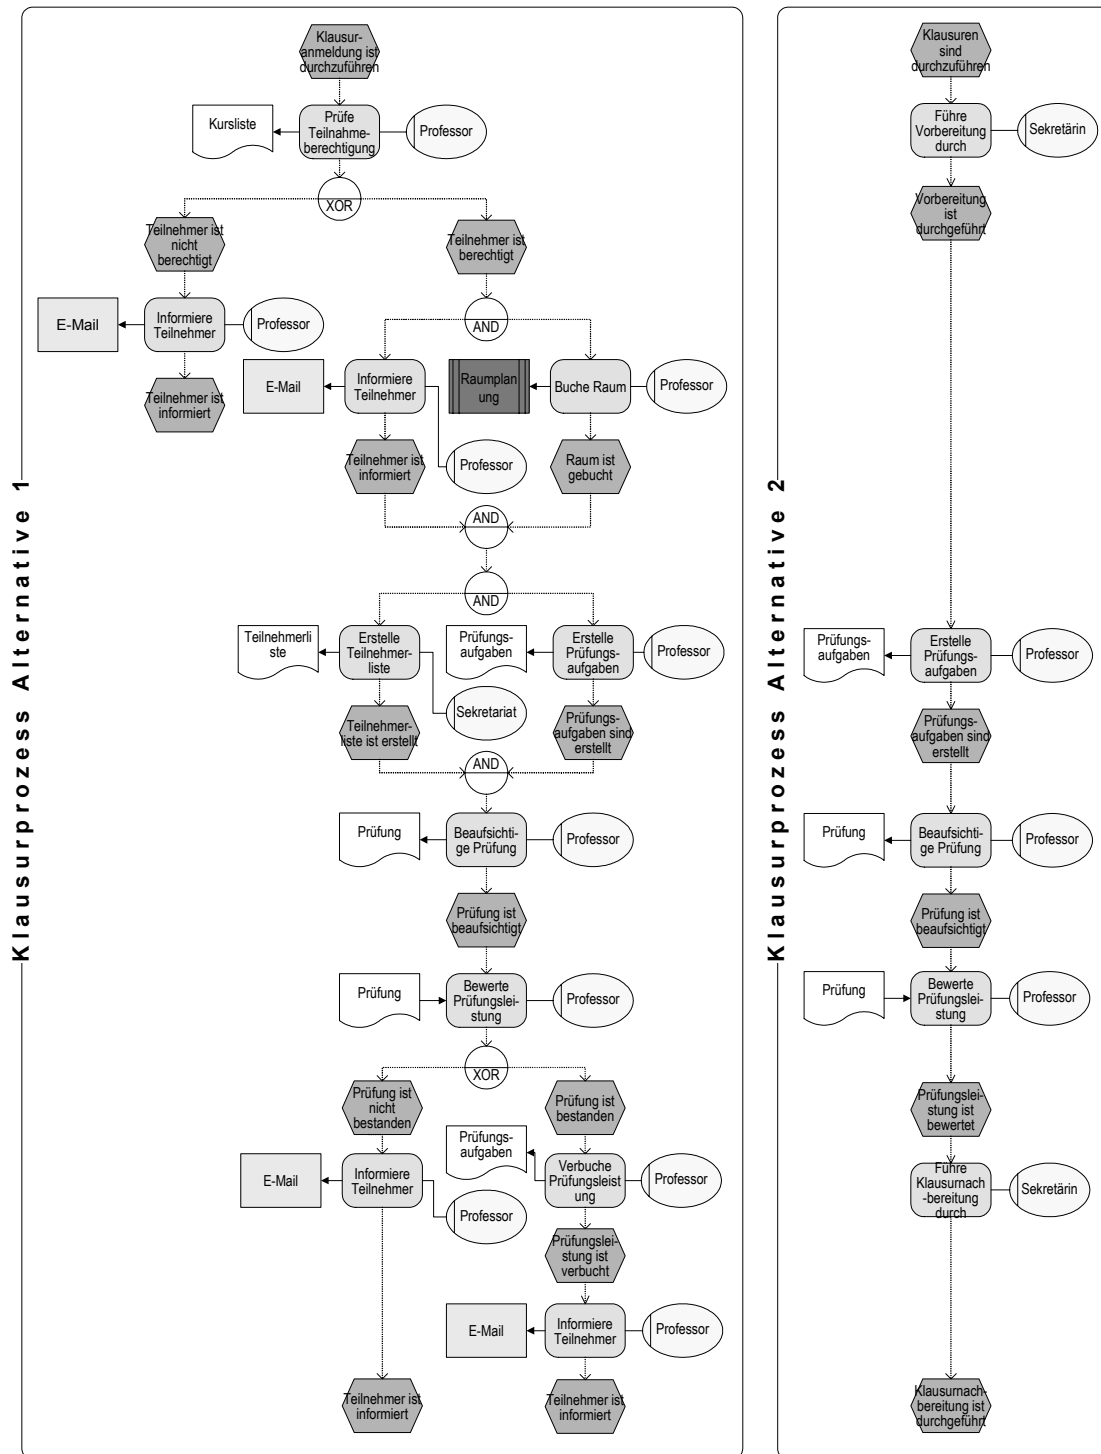 Klausurprozess Alternative 1
Klausur-
anmeldung ist
durchzuführen
Kursliste
Prüfe
Teilnahme-
berechtigung
Professor
XOR
Teilnehmer ist
nicht
berechtigt
Teilnehmer ist
berechtigt
E-Mail
Informiere
Teilnehmer
Professor
AND
Teilnehmer ist
informiert
E-Mail
Informiere
Teilnehmer
Raumplan
ung
Buche Raum
Professor
Teilnehmer ist
informiert
Professor
Raum ist
gebucht
AND
AND
Teilnehmerli
ste
Erstelle
Teilnehmer-
liste
Prüfungs-
aufgaben
Erstelle
Prüfungs-
aufgaben
Professor
Teilnehmer-
liste ist erstellt
Sekretariat
Prüfungs-
aufgaben sind
erstellt
AND
Prüfung
Beaufsichti-
ge Prüfung
Professor
Prüfung ist
beaufsichtigt
Prüfung
Bewerte
Prüfungslei-
stung
Professor
XOR
Prüfung ist
nicht
bestanden
Prüfung ist
bestanden
E-Mail
Informiere
Teilnehmer
Prüfungs-
aufgaben
Verbuche
Prüfungsleist
ung
Professor
Professor
Prüfungslei-
stung ist
verbucht
E-Mail
Informiere
Teilnehmer
Professor
Teilnehmer ist
informiert
Teilnehmer ist
informiert
Klausurprozess Alternative 2
Klausuren
sind
durchzuführen
Führe
Vorbereitung
durch
Sekretärin
Vorbereitung
ist
durchgeführt
Prüfungs-
aufgaben
Erstelle
Prüfungs-
aufgaben
Professor
Prüfungs-
aufgaben sind
erstellt
Prüfung
Beaufsichti-
ge Prüfung
Professor
Prüfung ist
beaufsichtigt
Prüfung
Bewerte
Prüfungslei-
stung
Professor
Prüfungslei-
stung ist
bewertet
Führe
Klausurnach
-bereitung
durch
Sekretärin
Klausurnach-
bereitung ist
durchgeführt